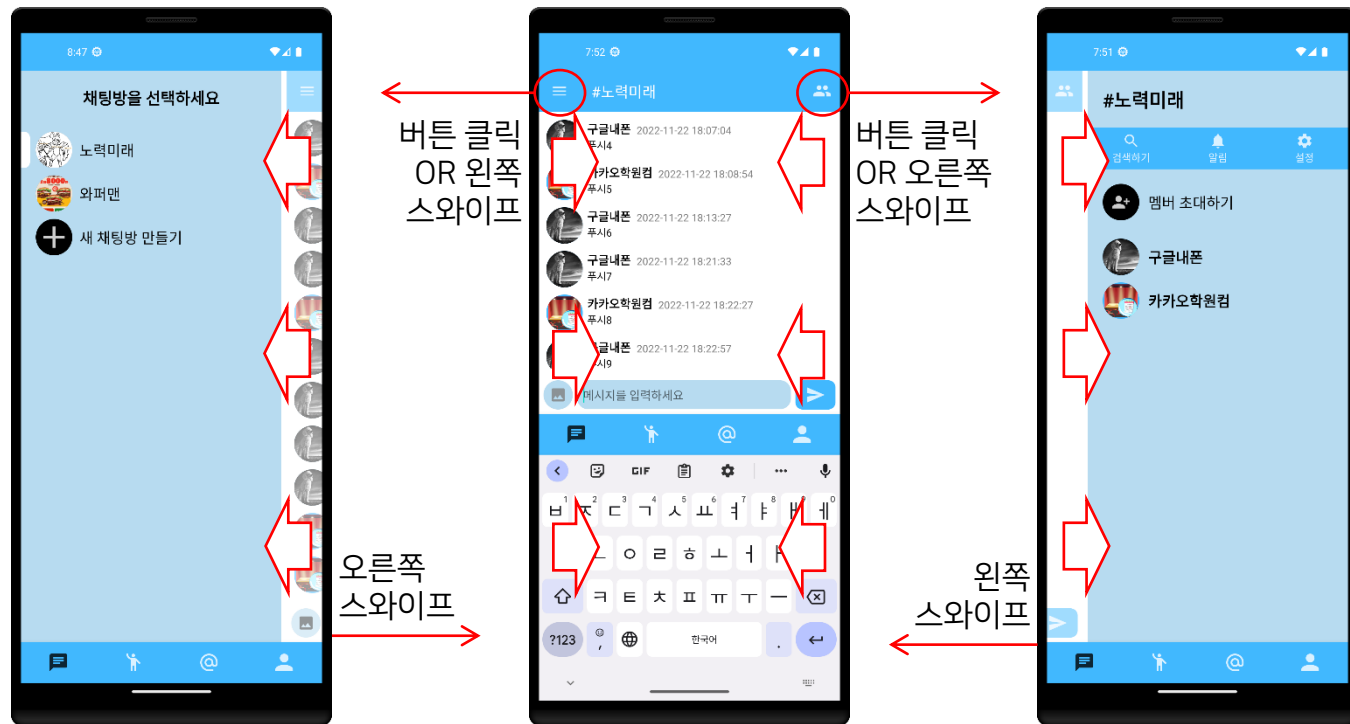 8:47
채팅방을 선택하세요
노력미래
와퍼맨
새 채팅방 만들기
버튼 클릭
OR 왼쪽
스와이프
오른쪽
스와이프
7:52
#노력미래
구글내폰 2022-11-22 18:07:04
푸시4
카카오학원컴 2022-11-22 18:08:54
푸시5
구글내폰 2022-11-22 18:13:27
푸시6
구글내폰 2022-11-22 18:21:33
푸시7
카카오학원컴 2022-11-22 18:22:27
푸시8
구글내폰 2022-11-22 18:22:57
푸시9
메시지를 입력하세요
GIF
1 2 3 4 5 6 7 8 9 0
ㅂ ㅈ ㄷ ㄱ ㅅ ㅛ ㅕ ㅑ ㅐ ㅔ
ㅇ ㄹ ㅎ ㅗ ㅓ ㅏ
ㅋ ㅌ ㅊ ㅍ ㅠ ㅜ ㅡ
?123 , 한국어 .
버튼 클릭
OR 오른쪽
스와이프
왼쪽
스와이프
7:51
#노력미래
검색하기 알림 설정
멤버 초대하기
구글내폰
카카오학원컴